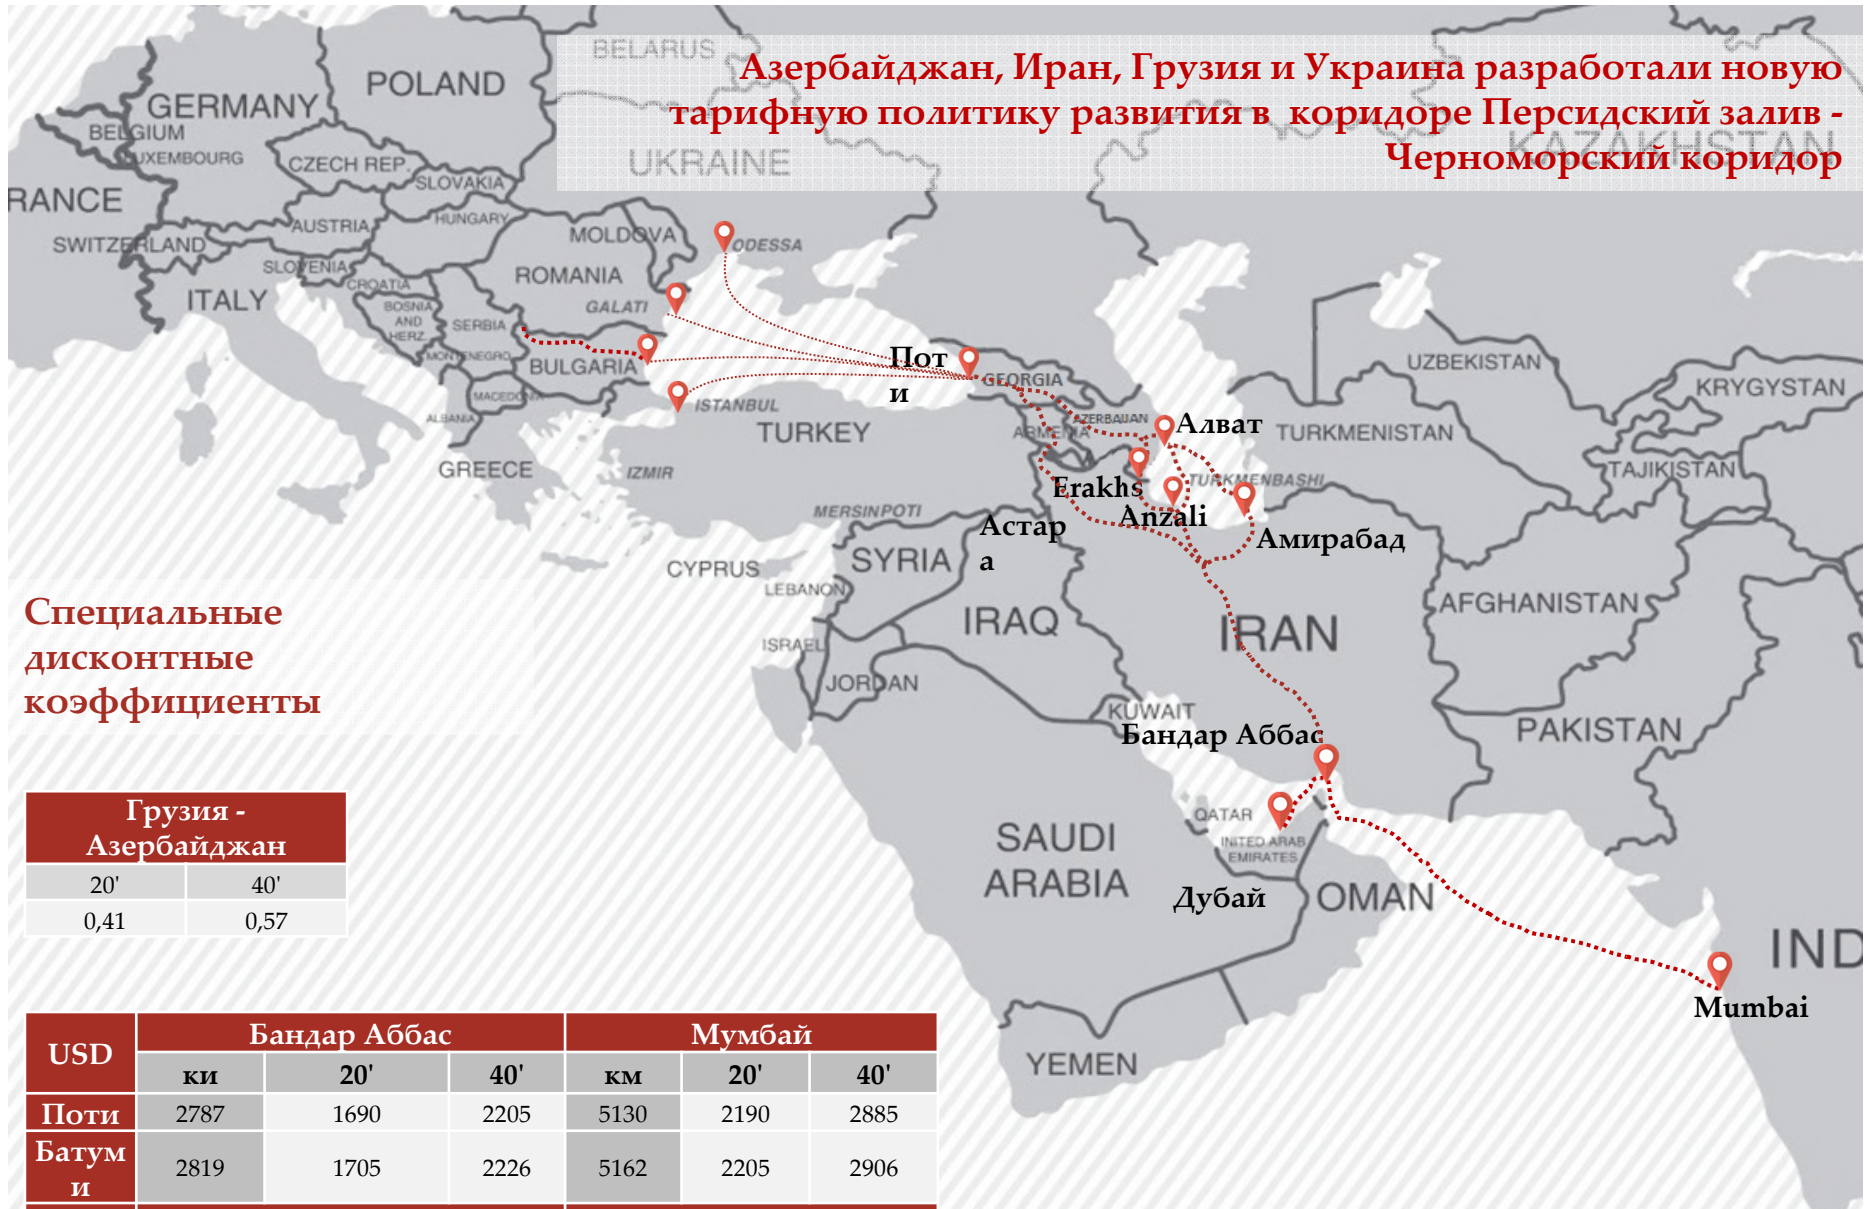 BELARUS
Азербайджан, Иран, Грузия и Украина разработали новую
тарифную политику развития в коридоре Персидский залив -
Черноморский коридор
KAZAKHSTAN
POLAND
GERMANY
BELGIUM
LUXEMBOURG
CZECH REP.
UKRAINE
SLOVAKIA
RANCE
AUSTRIA
HUNGARY
MOLDOVA
ODESSA
SWITZERLAND
SLOVENIA
CROATIA
ROMANIA
ITALY
BOSNIA
AND
HERZ.
GALATI
SERBIA
MONTENEGRO
BULGARIA
Пот
и
GEORGIA
UZBEKISTAN
KRYGYSTAN
MACEDONIA
ALBANIA
ISTANBUL
TURKEY
AZERBAIJAN
ARMENIA
Алват
TURKMENISTAN
TAJIKISTAN
GREECE
IZMIR
Erakhs
TURKMENBASHI
MERSINPOTI
Астар
а
Anzali
Амирабад
SYRIA
CYPRUS
LEBANON
IRAQ
IRAN
AFGHANISTAN
ISRAEL
JORDAN
KUWAIT
Бандар Аббас
PAKISTAN
Специальные
дисконтные
коэффициенты
QATAR
INITED ARAB
EMIRATES
SAUDI
ARABIA
Дубай
OMAN
IND
Mumbai
YEMEN
Грузия -
Азербайджан
20' 40'
0,41 0,57
USD Бандар Аббас Мумбай
ки 20' 40' км 20' 40'
Поти 2787 1690 2205 5130 2190 2885
Батум
и 2819 1705 2226 5162 2205 2906